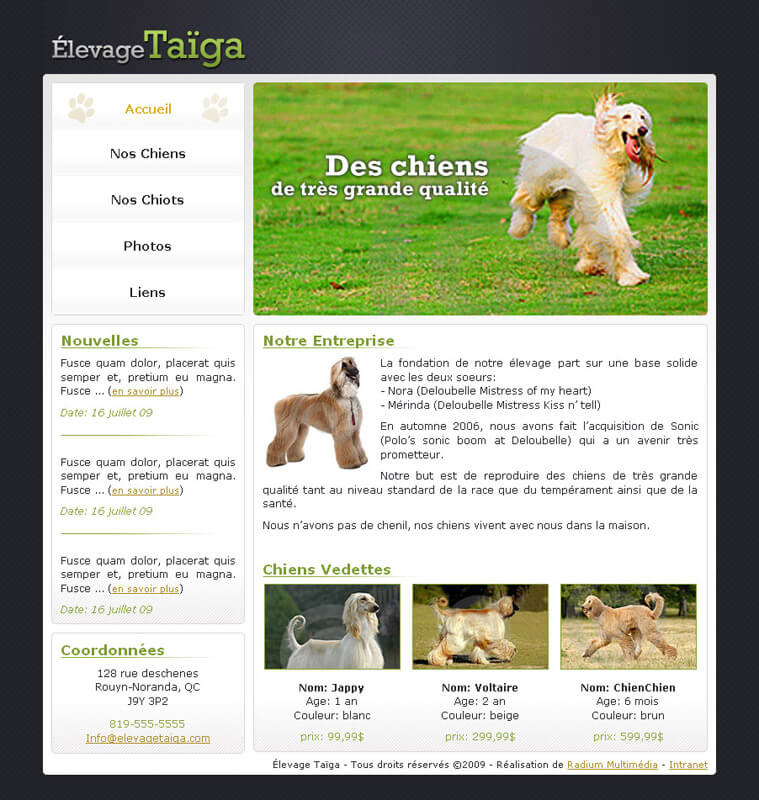 Élevage Taïga
Accueil
Nos Chiens
Nos Chiots
Photos
Liens
Des chiens
de très grande qualité
Nouvelles
Fusce quam dolor, placerat quis
semper et, pretium eu magna.
Fusce ... (en savoir plus)
Date: 16 juillet 09
Fusce quam dolor, placerat quis
semper et, pretium eu magna.
Fusce ... (en savoir plus)
Date: 16 juillet 09
Fusce quam dolor, placerat quis
semper et, pretium eu magna.
Fusce ... (en savoir plus)
Date: 16 juillet 09
Coordonnées
128 rue deschenes
Rouyn-Noranda, QC
J9Y 3P2
819-555-5555
Info@elevagetaiga.com
Notre Entreprise
La fondation de notre élevage part sur une base solide
avec les deux soeurs:
- Nora (Deloubelle Mistress of my heart)
- Mérinda (Deloubelle Mistress Kiss n’ tell)
En automne 2006, nous avons fait l’acquisition de Sonic
(Polo’s sonic boom at Deloubelle) qui a un avenir très
prometteur.
Notre but est de reproduire des chiens de très grande
qualité tant au niveau standard de la race que du tempérament ainsi que de la
santé.
Nous n’avons pas de chenil, nos chiens vivent avec nous dans la maison.
Chiens Vedettes
Nom: Jappy
Age: 1 an
Couleur: blanc
prix: 99,99$
Nom: Voltaire
Age: 2 an
Couleur: beige
prix: 299,99$
Nom: ChienChien
Age: 6 mois
Couleur: brun
prix: 599,99$
Élevage Taïga - Tous droits réservés ©2009 - Réalisation de Radium Multimédia - Intranet